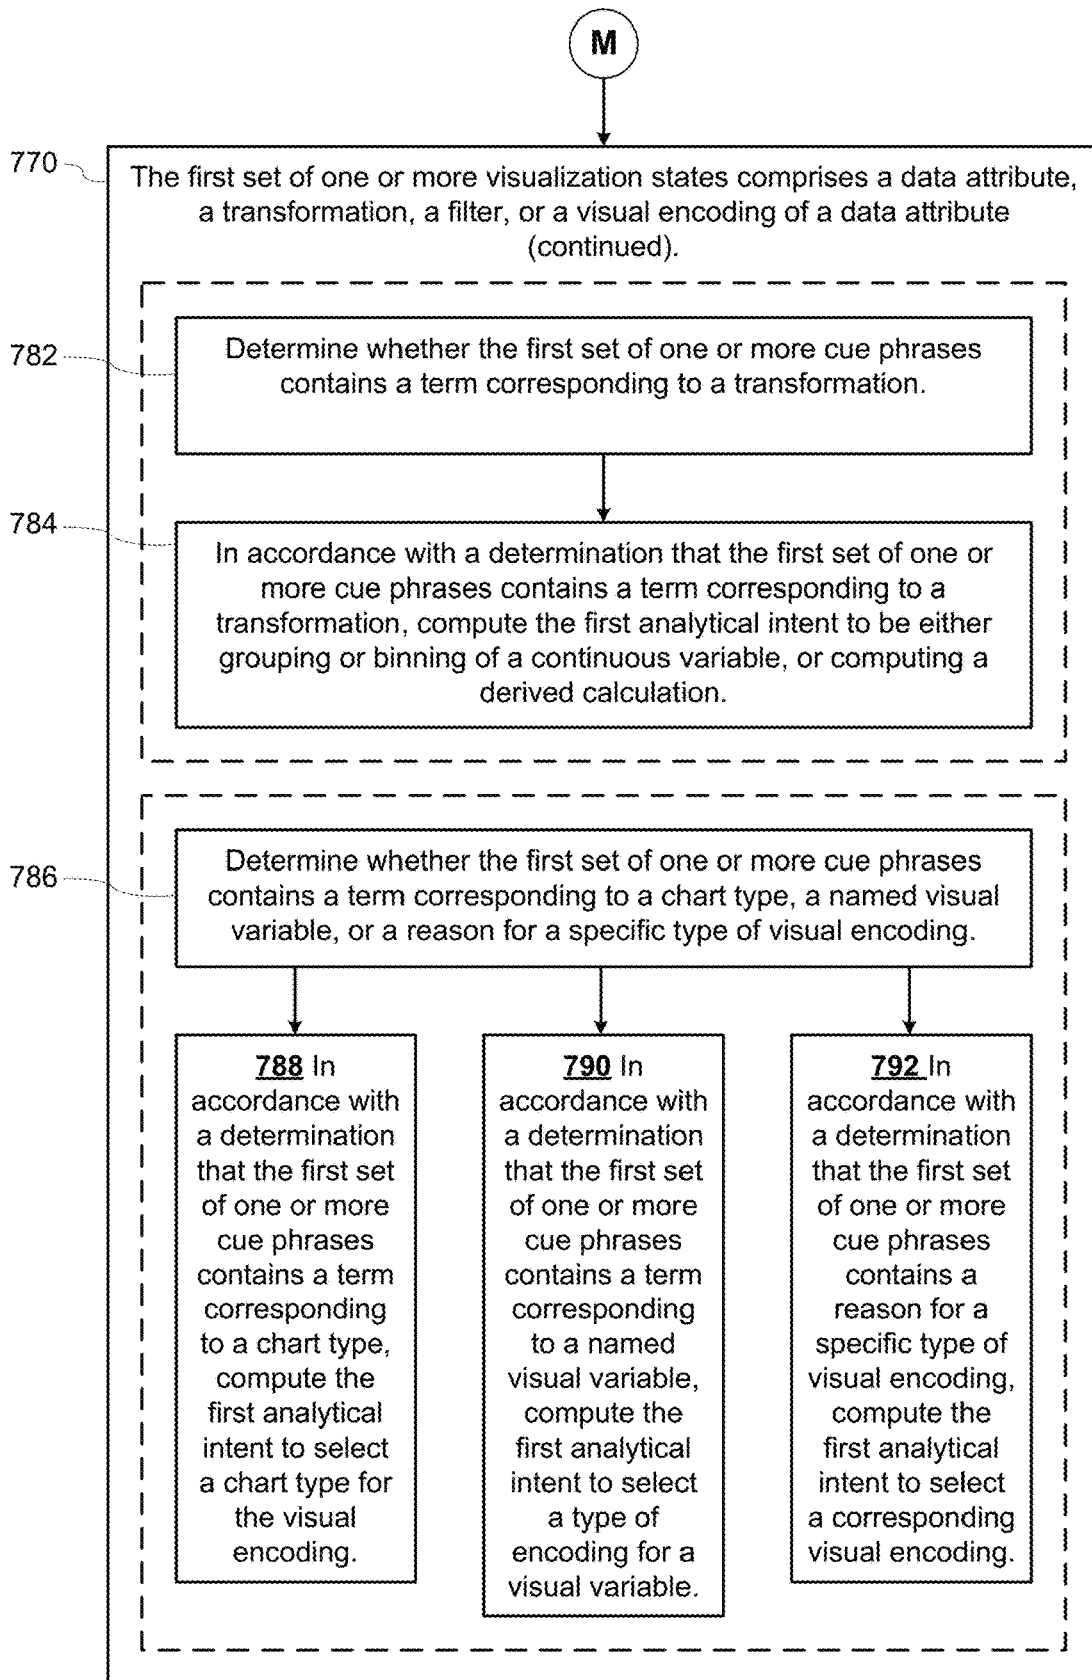 M
770
The first set of one or more visualization states comprises a data attribute,
a transformation, a filter, or a visual encoding of a data attribute
(continued).
782
Determine whether the first set of one or more cue phrases
contains a term corresponding to a transformation.
784
In accordance with a determination that the first set of one or
more cue phrases contains a term corresponding to a
transformation, compute the first analytical intent to be either
grouping or binning of a continuous variable, or computing a
derived calculation.
786
Determine whether the first set of one or more cue phrases
contains a term corresponding to a chart type, a named visual
variable, or a reason for a specific type of visual encoding.
788 In
accordance with
a determination
that the first set
of one or more
cue phrases
contains a term
corresponding
to a chart type,
compute the
first analytical
intent to select
a chart type for
the visual
encoding.
790 In
accordance with
a determination
that the first set
of one or more
cue phrases
contains a term
corresponding
to a named
visual variable,
compute the
first analytical
intent to select
a type of
encoding for a
visual variable.
792 In
accordance with
a determination
that the first set
of one or more
cue phrases
contains a
reason for a
specific type of
visual encoding,
compute the
first analytical
intent to select
a corresponding
visual encoding.